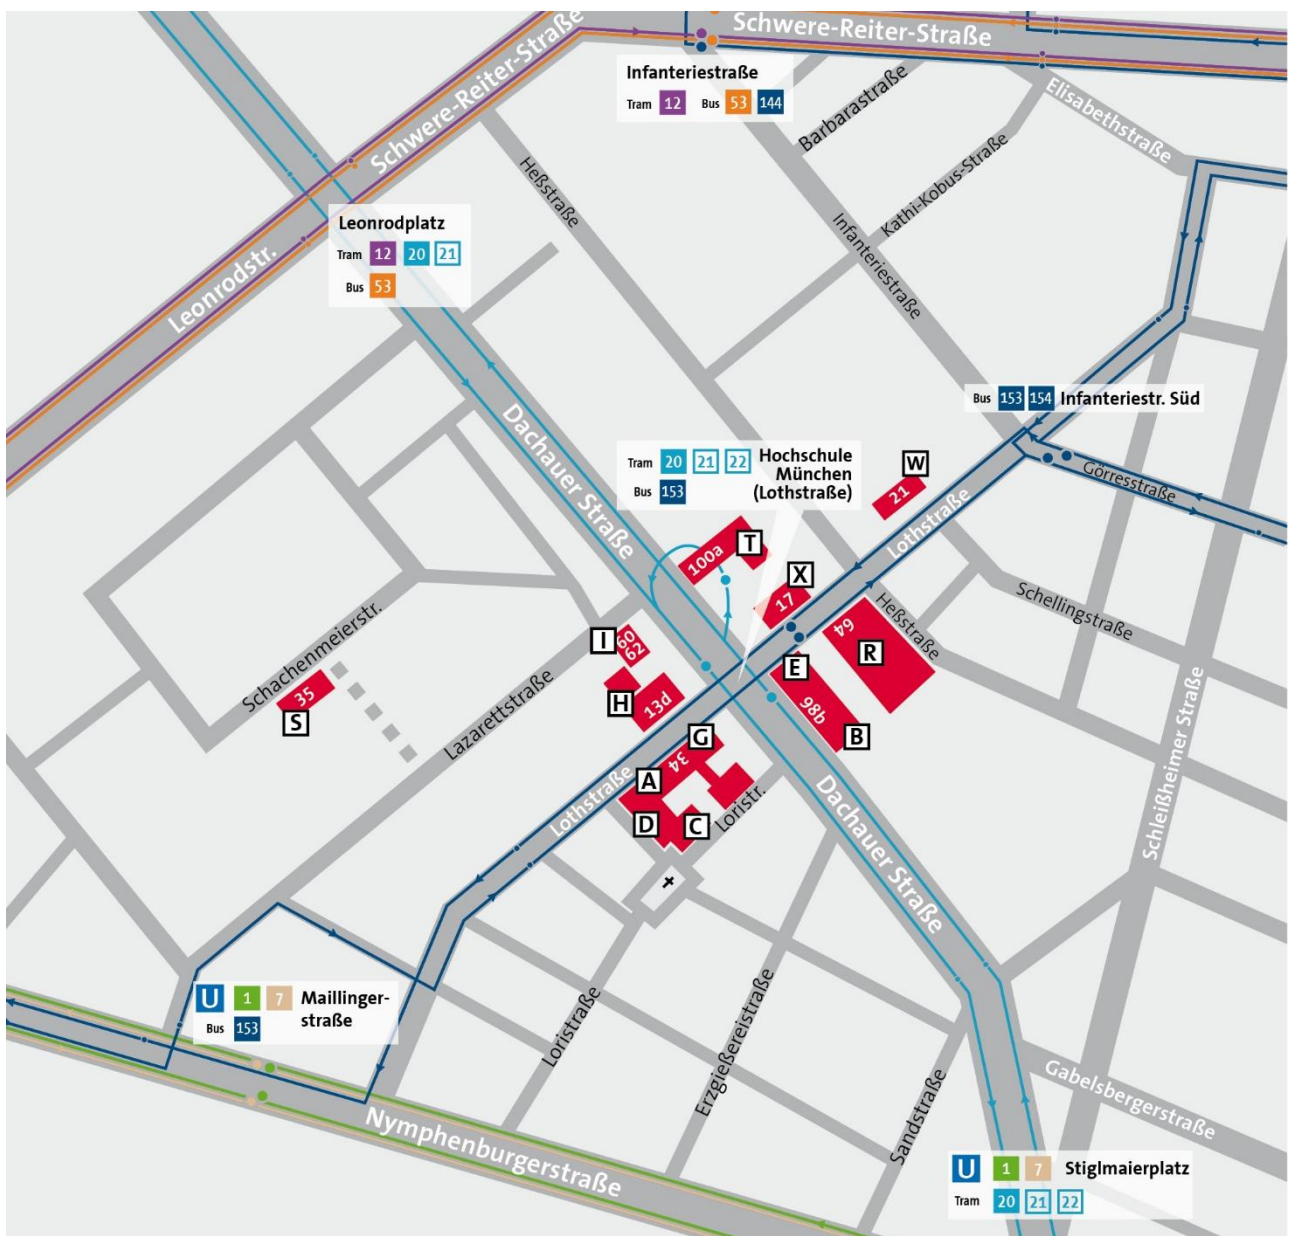 Schwere-Reiter-Straße
Schwere-Reiter-Straße
Infanteriestraße
Tram 12 Bus 53 144
Barbarastraße
Elisabethstraße
Kathi-Kobus-Straße
Heßstraße
Infanteriestraße
Leonrodplatz
Tram 12 20 21
Bus 53
Leonrodstr.
Bus 153 154 Infanteriestr. Süd
Dachauer Straße
Tram 20 21 22 Hochschule
München
Bus 153 (Lothstraße)
W
21
Görresstraße
Lothstraße
T
100a
X
17
Schellingstraße
Heßstraße
64
R
I
60
62
E
Schachenmeierstr.
35
S
H
13d
Lazarettstraße
98b
B
G
34
A
D
C
Loristr.
Lothstraße
Dachauer Straße
Schleißheimer Straße
U 1 7 Maillinger-
straße
Bus 153
Loristraße
Erzgießereistraße
Sandstraße
Gabelsbergerstraße
Nymphenburgerstraße
U 1 7 Stiglmaierplatz
Tram 20 21 22